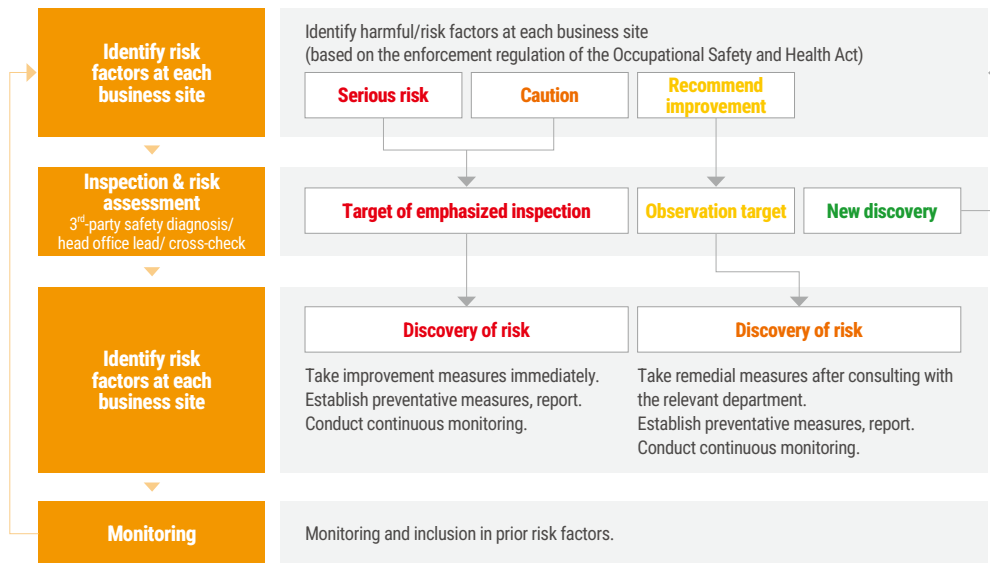 Identify risk
factors at each
business site
Identify harmful/risk factors at each business site
(based on the enforcement regulation of the Occupational Safety and Health Act)
Serious risk
Caution
Recommend
improvement
Inspection & risk
assessment
3rd-party safety diagnosis/
head office lead/ cross-check
Target of emphasized inspection
Observation target
New discovery
Identify risk
factors at each
business site
Discovery of risk
Take improvement measures immediately.
Establish preventative measures, report.
Conduct continuous monitoring.
Discovery of risk
Take remedial measures after consulting with
the relevant department.
Establish preventative measures, report.
Conduct continuous monitoring.
Monitoring
Monitoring and inclusion in prior risk factors.